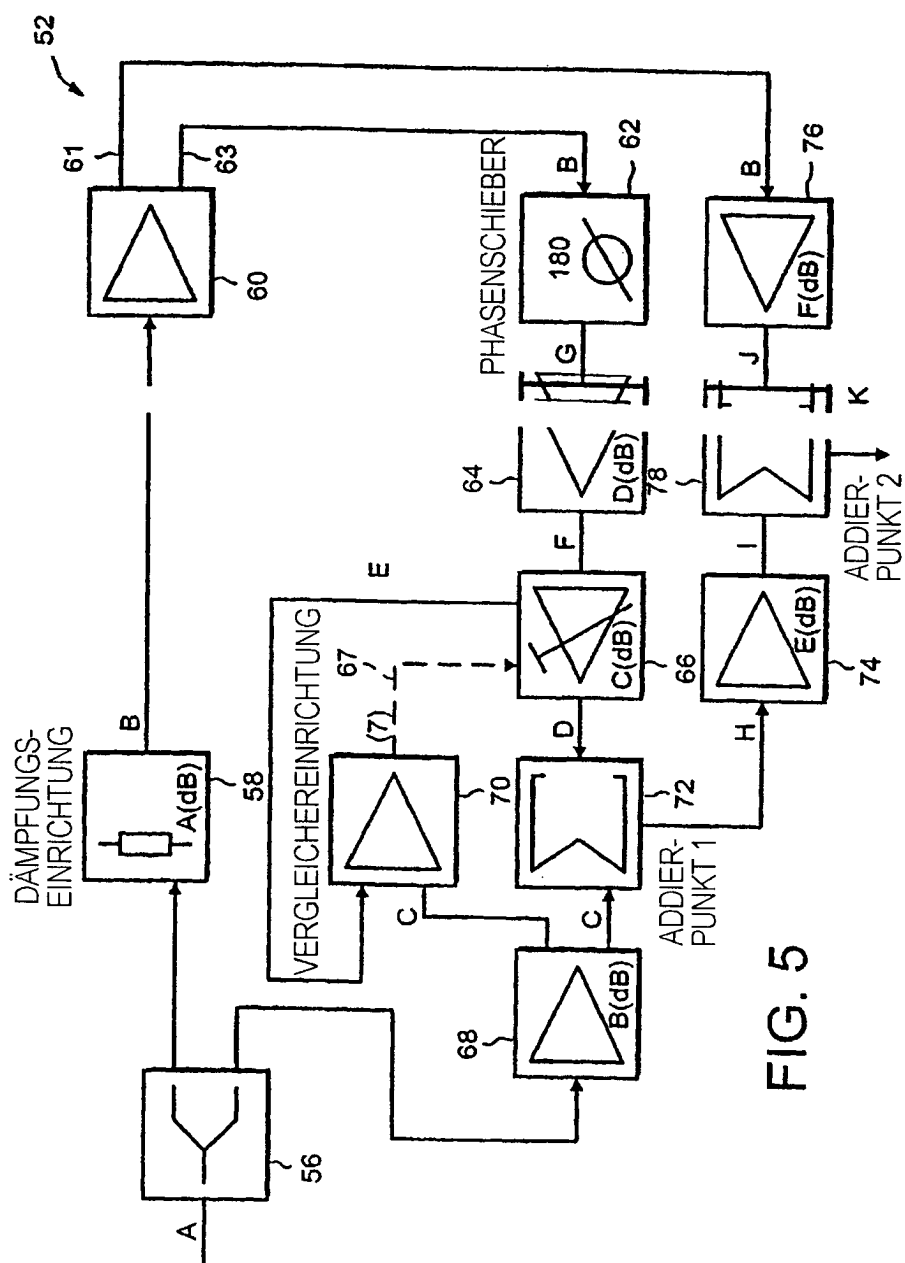 52
61
63
60
DÄMPFUNGS-
EINRICHTUNG
A(dB)
58
B
A
56
PHASENSCHIEBER
B
180
62
G
64
D(dB)
F
E
VERGLEICHEREINRICHTUNG
67
(7)
70
C
C(dB)
66
D
72
ADDIER-
PUNKT 1
C
68
B(dB)
B
76
F(dB)
J
K
78
ADDIER-
PUNKT 2
I
E(dB)
74
H
FIG. 5